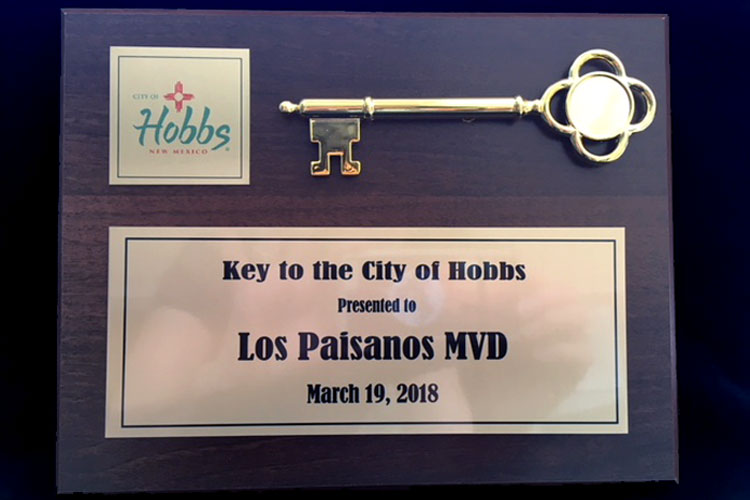 CITY OF
Hobbs
NEW MEXICO
Key to the City of Hobbs
Presented to
Los Paisanos MVD
March 19, 2018